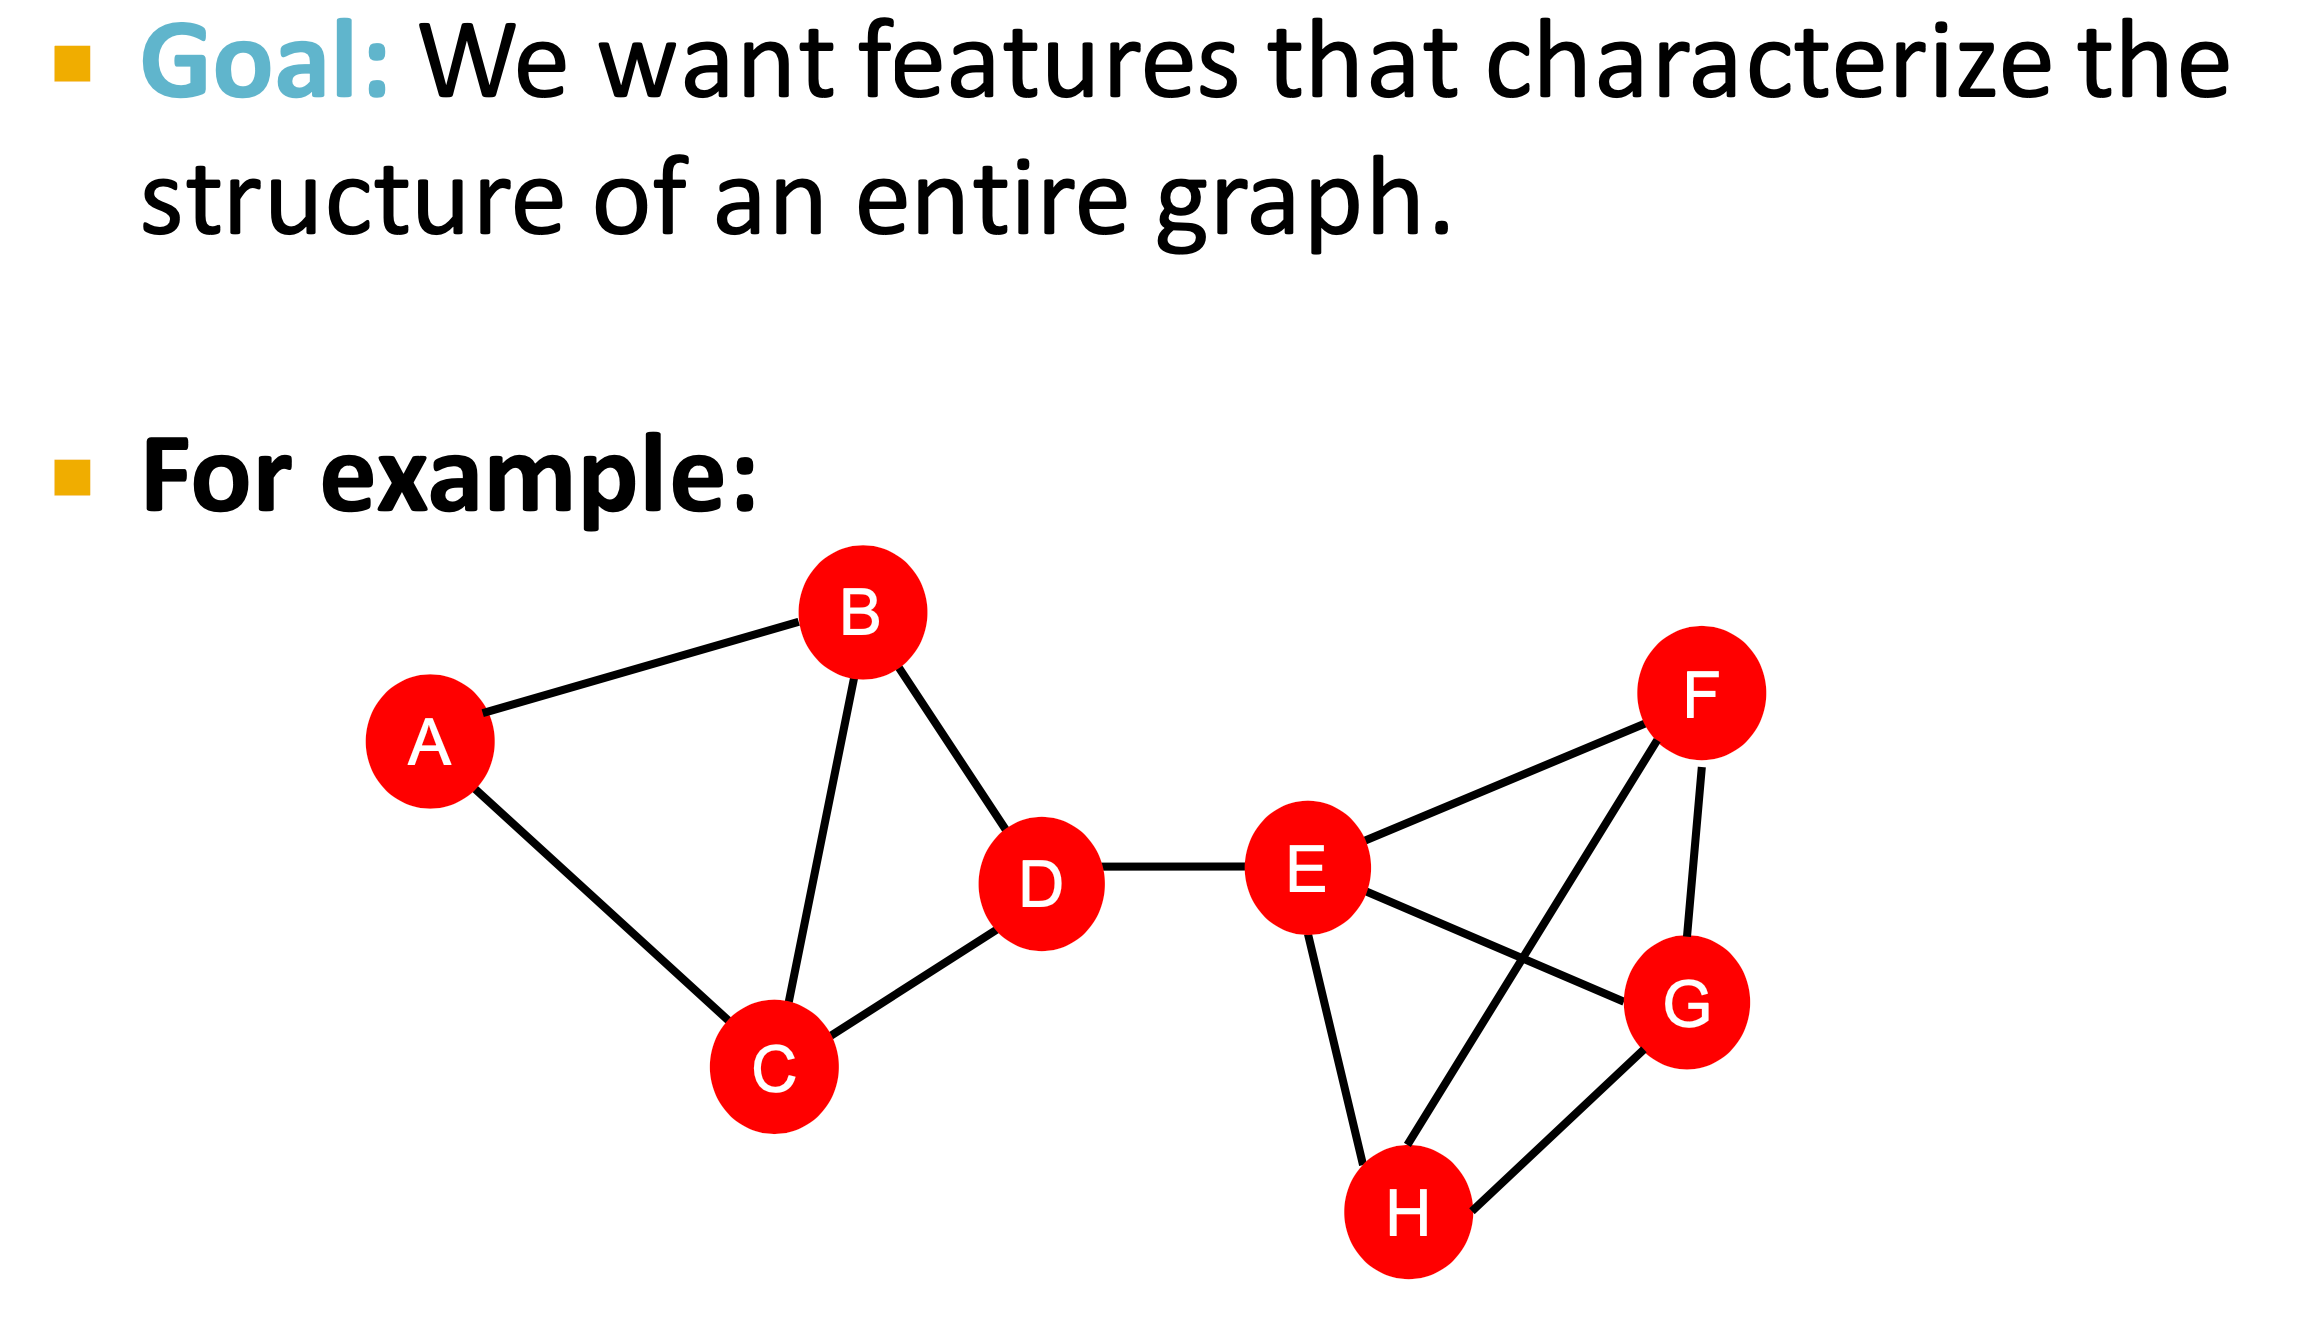 Goal: We want features that characterize the
structure of an entire graph.
For example:
B
F
A
E
D
G
C
H